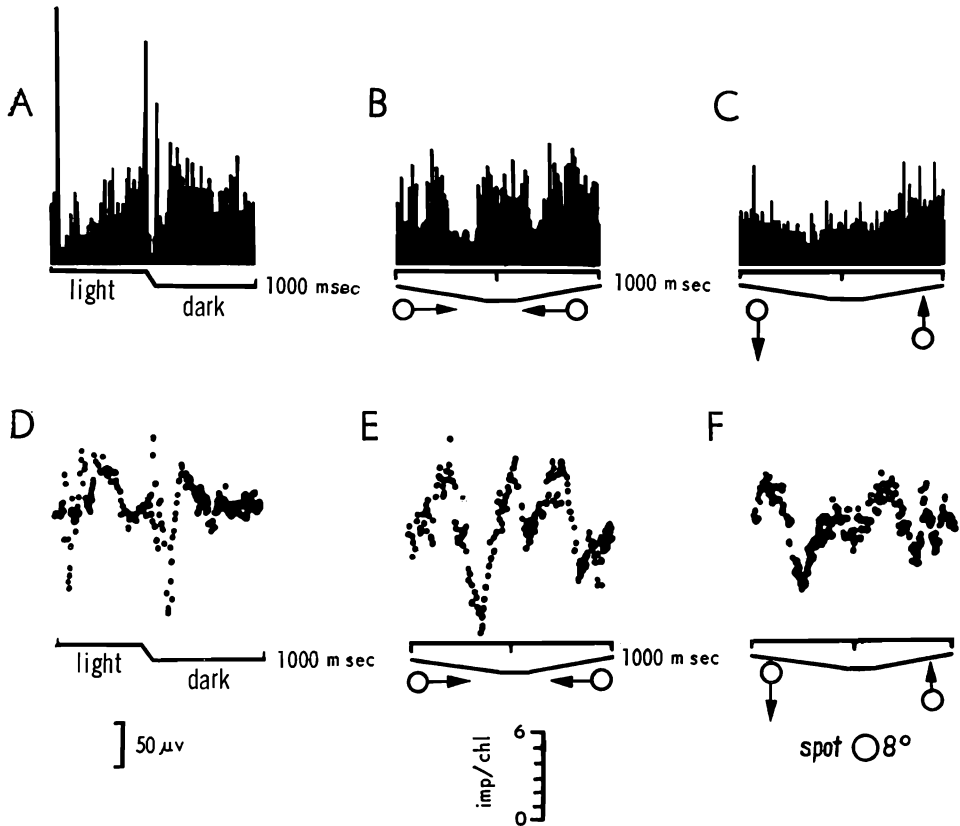 A
B
C
light
dark
1000 msec
1000 m sec
D
E
F
light
dark
1000 m sec
1000 m sec
50 μv
imp/chl
6
0
spot 8°